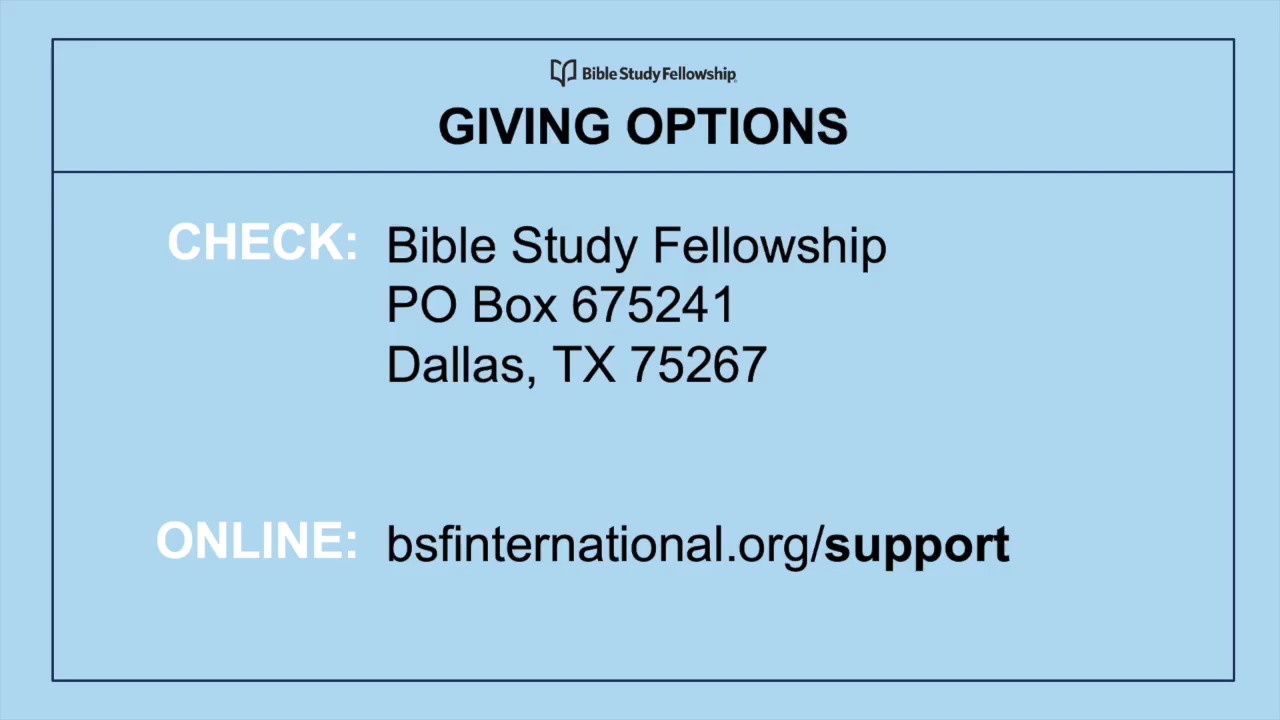 Bible Study Fellowship
GIVING OPTIONS
CHECK: Bible Study Fellowship
PO Box 675241
Dallas, TX 75267
ONLINE: bsfinternational.org/support